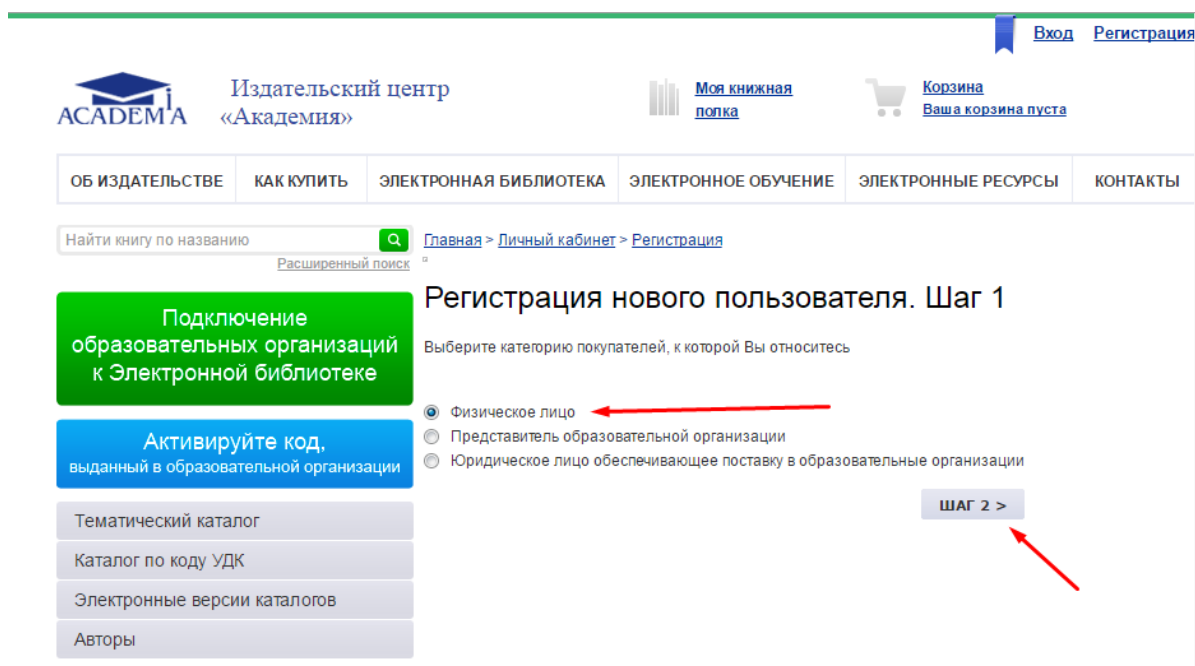 Вход Регистрация
Издательский центр
«Академия»
ACADEMIA
Моя книжная
полка
Корзина
Ваша корзина пуста
ОБ ИЗДАТЕЛЬСТВЕ КАК КУПИТЬ ЭЛЕКТРОННАЯ БИБЛИОТЕКА ЭЛЕКТРОННОЕ ОБУЧЕНИЕ ЭЛЕКТРОННЫЕ РЕСУРСЫ КОНТАКТЫ
Найти книгу по названию
Расширенный поиск
Подключение
образовательных организаций
к Электронной библиотеке
Активируйте код,
выданный в образовательной организации
Тематический каталог
Каталог по коду УДК
Электронные версии каталогов
Авторы
Главная > Личный кабинет > Регистрация
Регистрация нового пользователя. Шаг 1
Выберите категорию покупателей, к которой Вы относитесь
Физическое лицо
Представитель образовательной организации
Юридическое лицо обеспечивающее поставку в образовательные организации
ШАГ 2 >